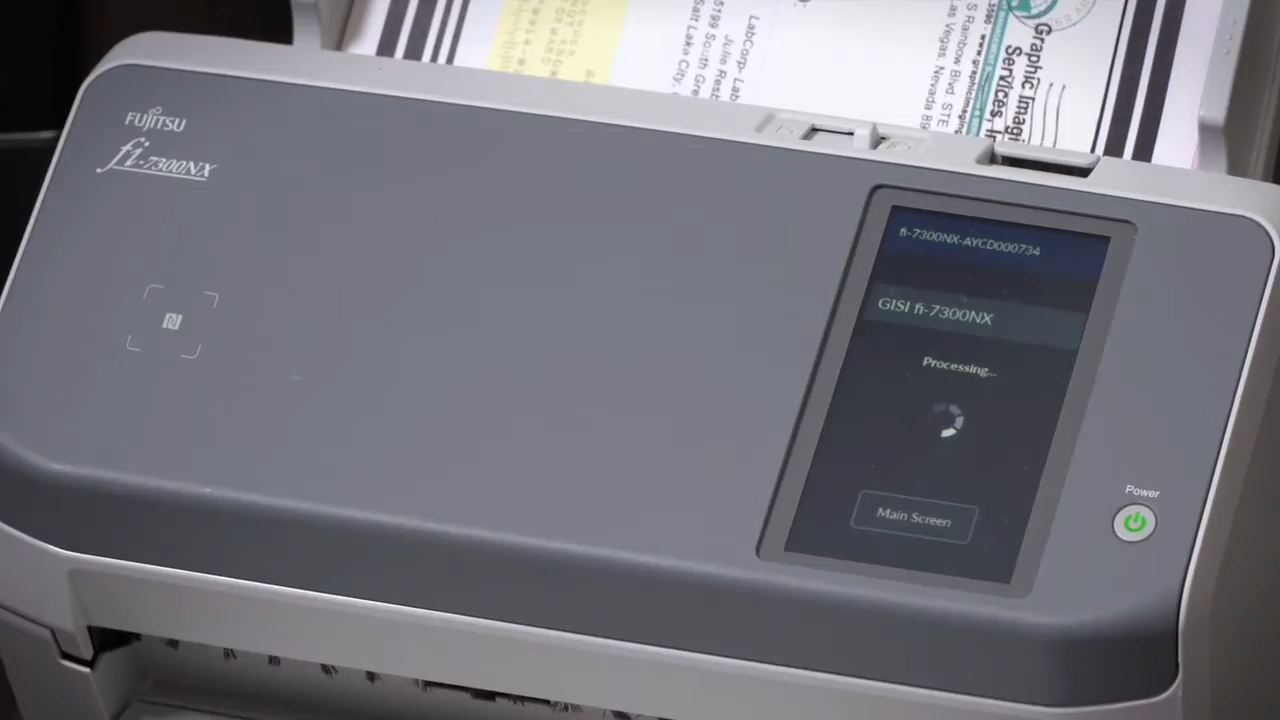 FUJITSU
fi-7300NX
LabCorp- Lab
Julie Resb
5199 South Gre
Salt Lake City,
Graphic Imagi
Services, I
S Rainbow Blvd. STE
Las Vegas, Nevada 89
fi-7300NX-AYCD000734
GISI fi-7300NX
Processing...
Main Screen
Power